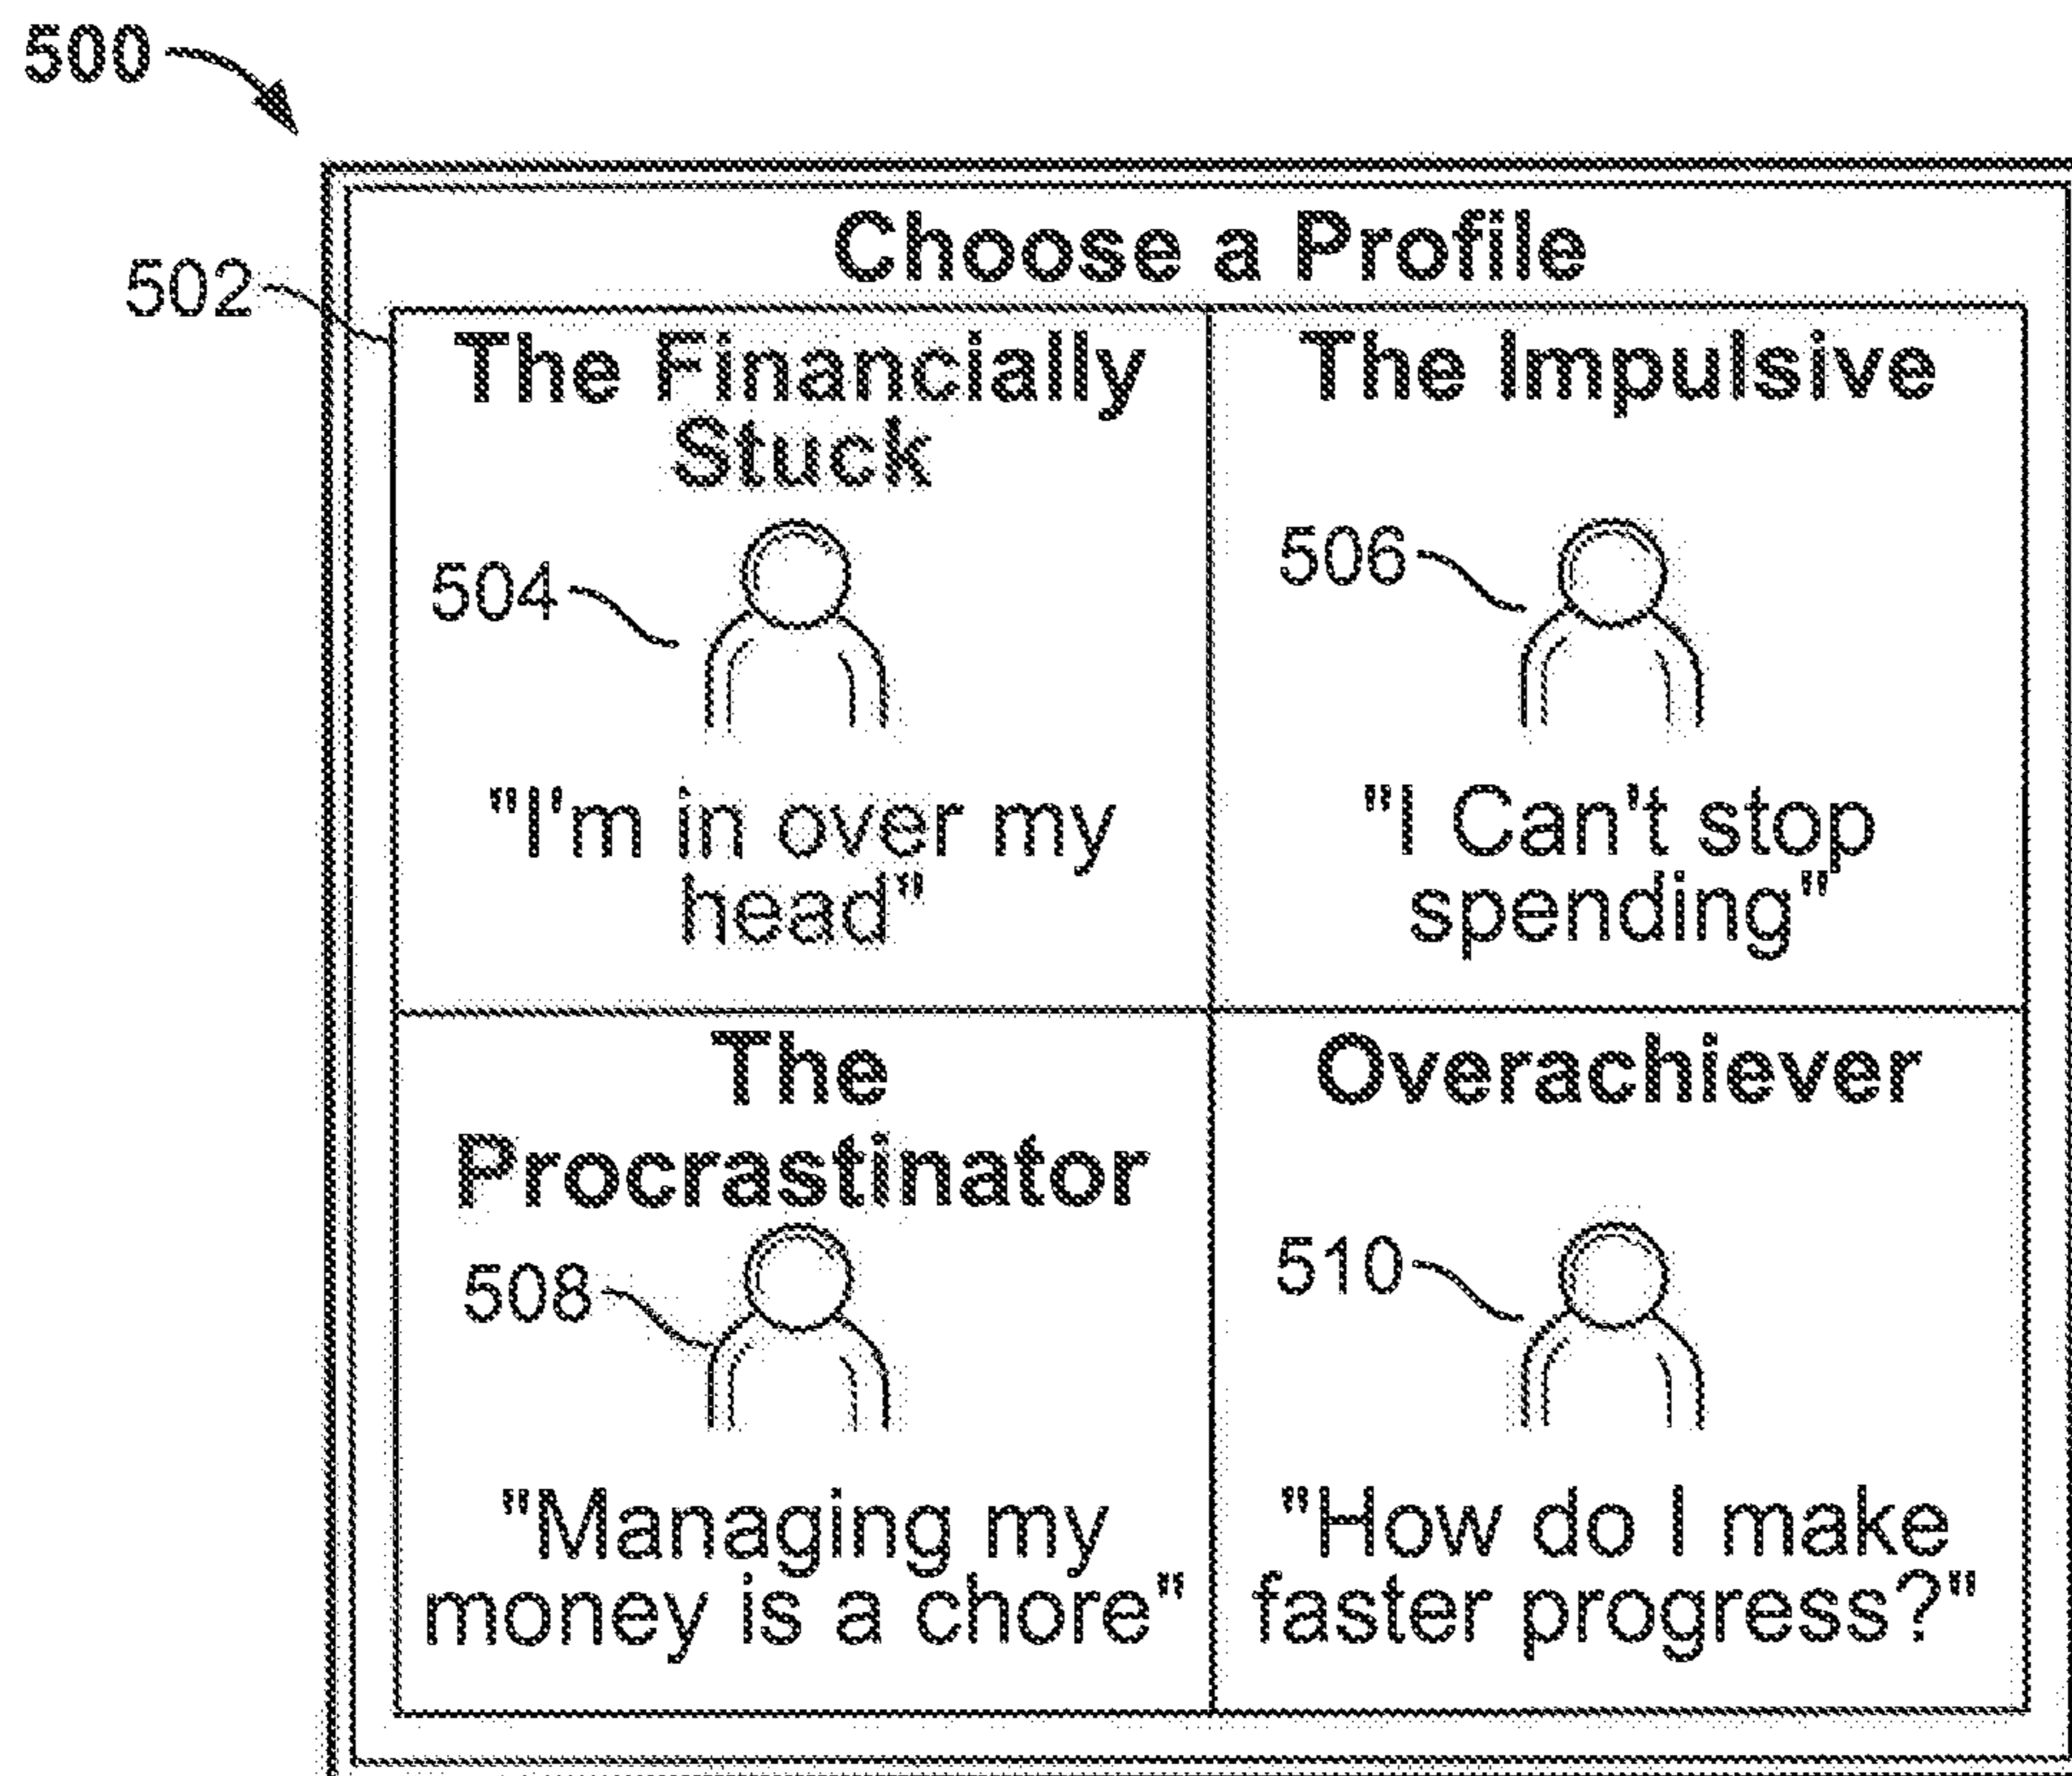 500
Choose a Profile
502
The Financially
Stuck
504
"I'm in over my
head"
The Impulsive
506
"I Can't stop
spending"
The
Procrastinator
508
"Managing my
money is a chore"
Overachiever
510
"How do I make
faster progress?"